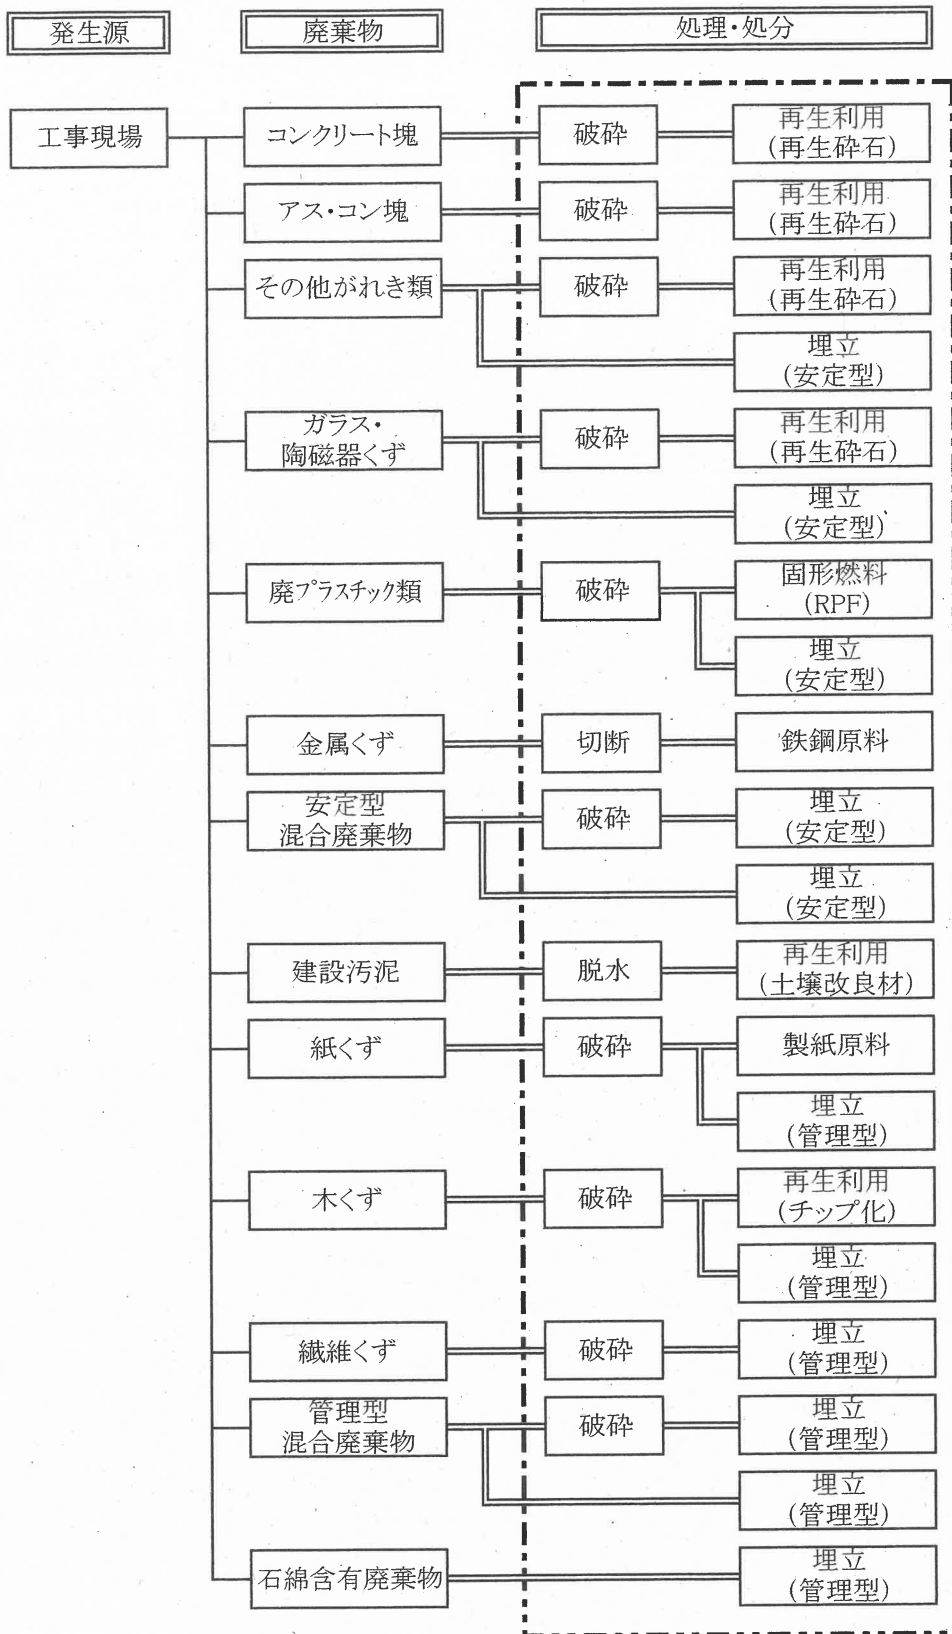 発生源
廃棄物
処理・処分
工事現場
コンクリート塊
破砕
再生利用
(再生砕石)
アス・コン塊
破砕
再生利用
(再生砕石)
その他がれき類
破砕
再生利用
(再生砕石)
埋立
(安定型)
ガラス・
陶磁器くず
破砕
再生利用
(再生砕石)
埋立
(安定型)
廃プラスチック類
破砕
固形燃料
(RPF)
埋立
(安定型)
金属くず
切断
鉄鋼原料
安定型
混合廃棄物
破砕
埋立
(安定型)
埋立
(安定型)
建設汚泥
脱水
再生利用
(土壌改良材)
紙くず
破砕
製紙原料
埋立
(管理型)
木くず
破砕
再生利用
(チップ化)
埋立
(管理型)
繊維くず
破砕
埋立
(管理型)
管理型
混合廃棄物
破砕
埋立
(管理型)
埋立
(管理型)
石綿含有廃棄物
埋立
(管理型)